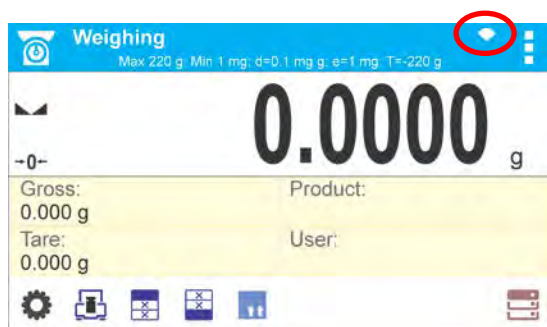 Weighing
Max 220 g: Min 1 mg: d=0.1 mg g: e=1 mg: T=-220 g
0.0000 g
→0←
Gross:
0.000 g
Product:
Tare:
0.000 g
User: